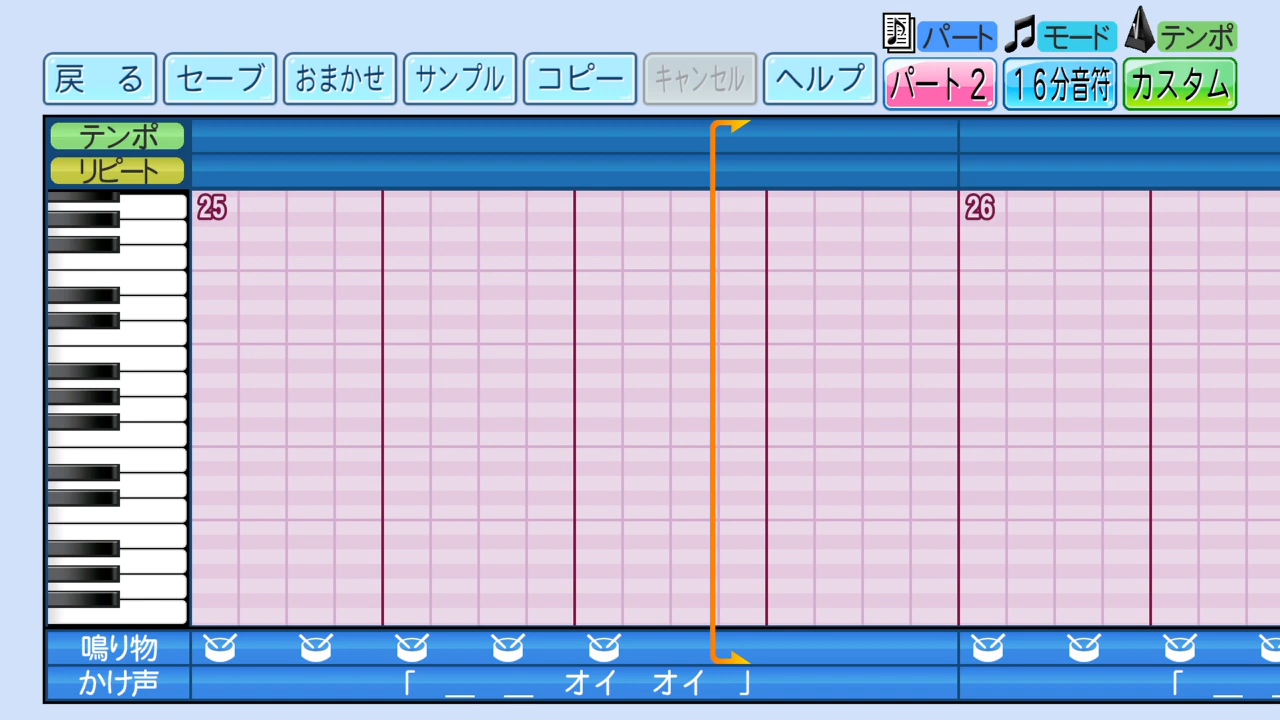 パート モード テンポ
戻る セーブ おまかせ サンプル コピー キャンセル ヘルプ パート2 16分音符 カスタム
テンポ
リピート
25 26
鳴り物
かけ声 「 __ __ オイ オイ 」 「 __